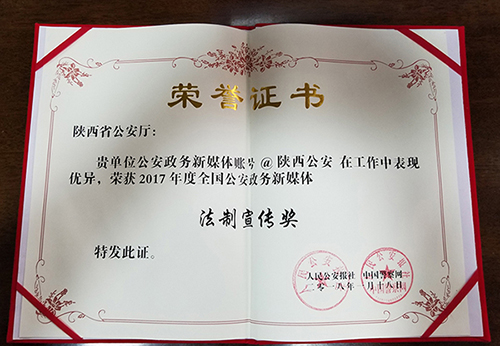 荣誉证书
陕西省公安厅：
贵单位公安政务新媒体账号@陕西公安 在工作中表现
优异，荣获2017年度全国公安政务新媒体
法制宣传奖
特发此证。
人民公安报社 中国警察网
二零一八年 月十八日